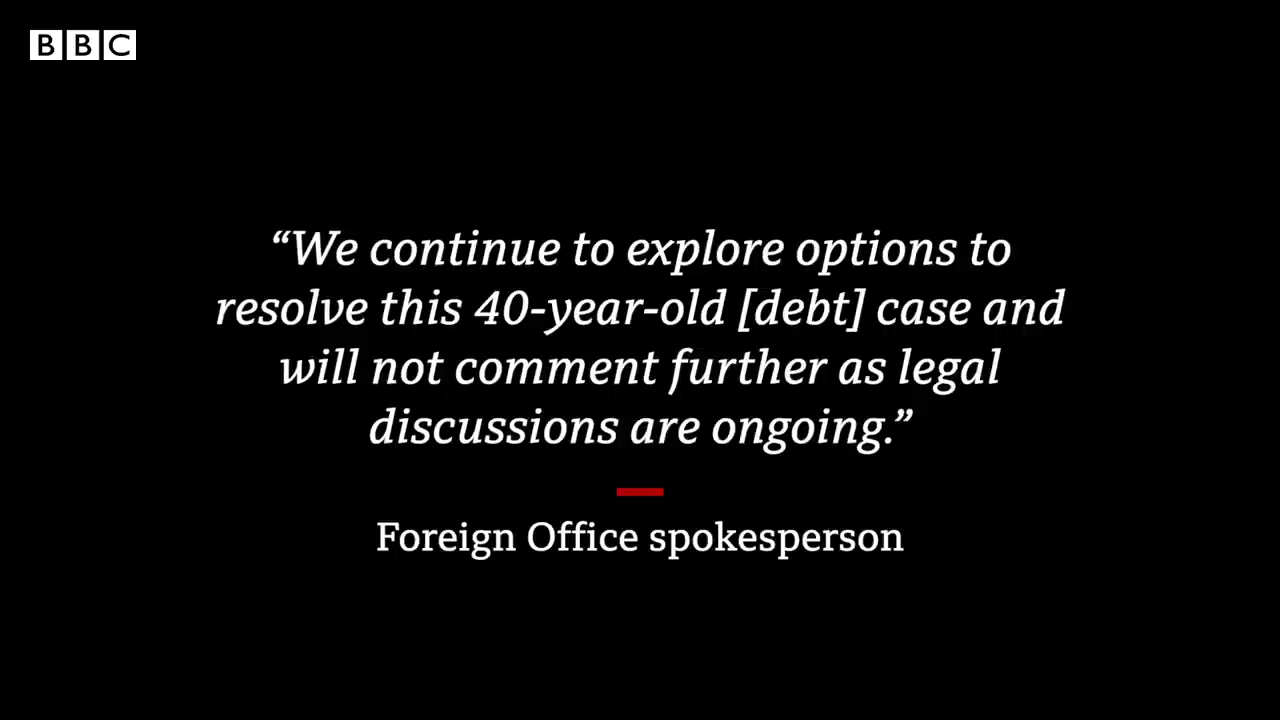 BBC
“We continue to explore options to
resolve this 40-year-old [debt] case and
will not comment further as legal
discussions are ongoing.”
Foreign Office spokesperson